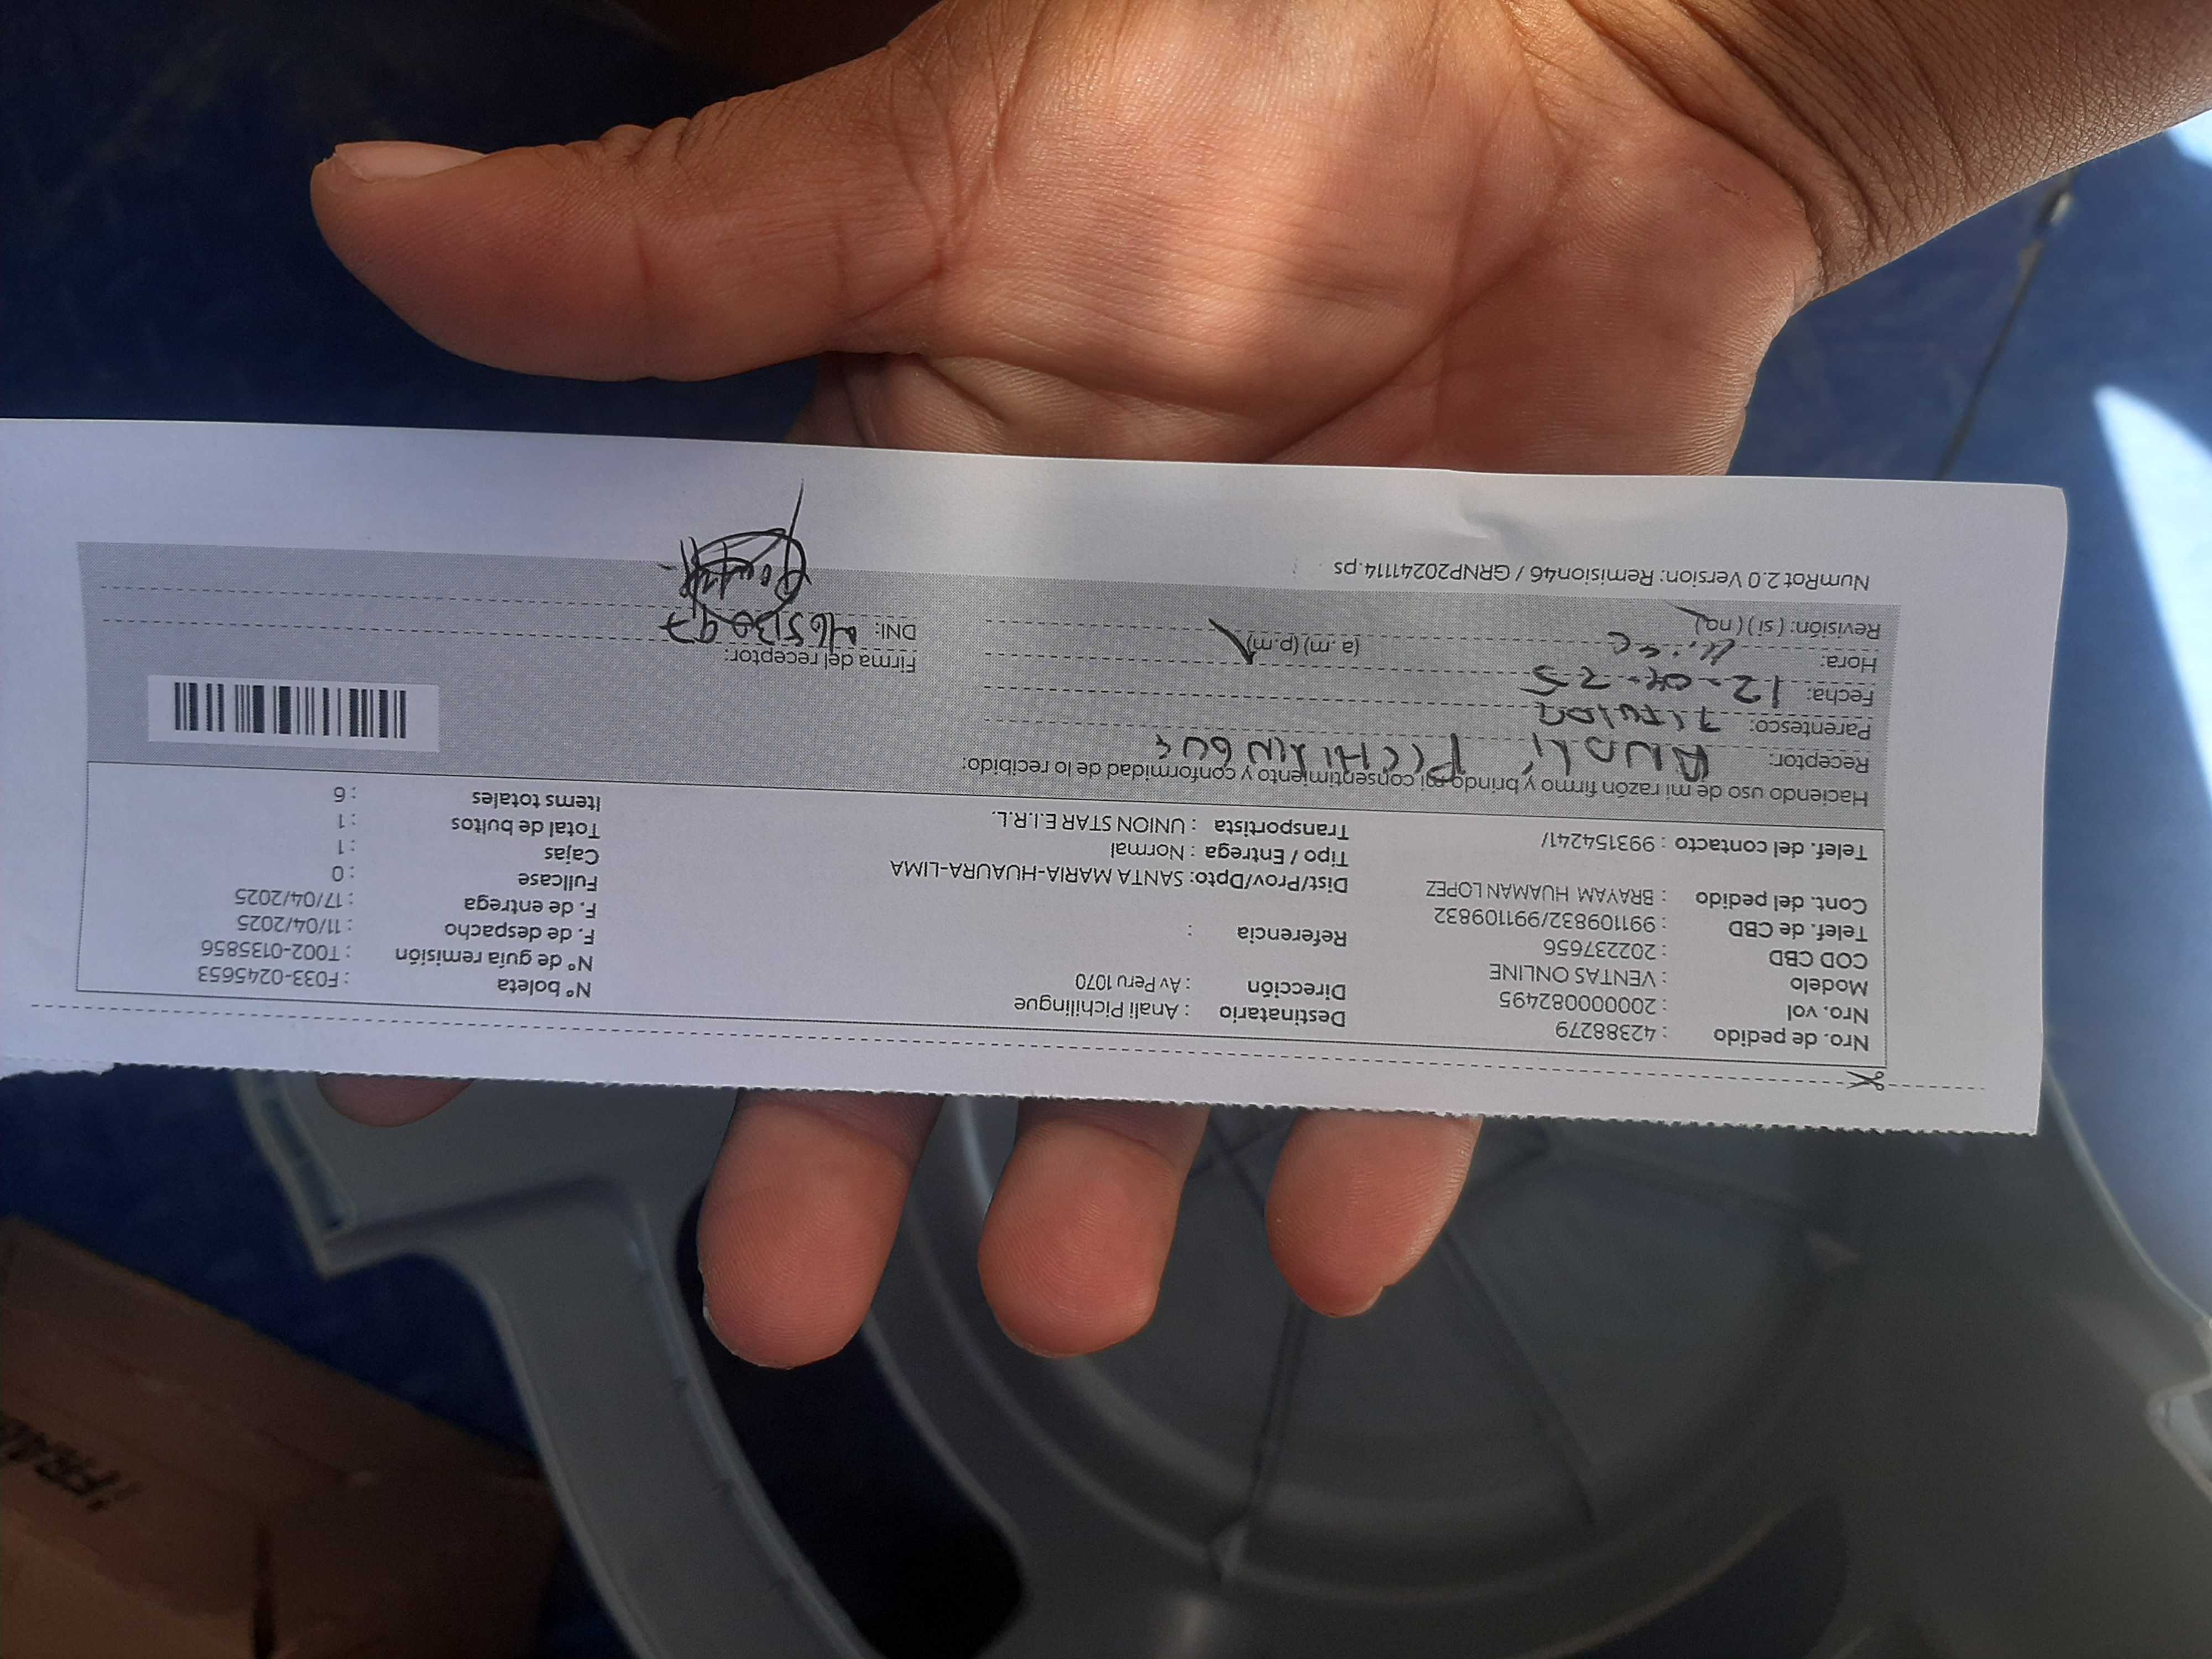 Nro. de pedido : 42388279
Nro. vol : 20000082495
Modelo : VENTAS ONLINE
COD CBD : 202237656
Telef. de CBD : 991109832/991109832
Cont. del pedido : BRAYAM HUAMAN LOPEZ
Telef. del contacto : 993154241/
Destinatario : Anali Pichilingue
Dirección : Av Peru 1070
Referencia :
Dist/Prov/Dpto: SANTA MARIA-HUAURA-LIMA
Tipo / Entrega : Normal
Transportista : UNION STAR E.I.R.L.
N° boleta : F033-0245653
N° de guía remisión : T002-0135856
F. de despacho : 11/04/2025
F. de entrega : 17/04/2025
Fullcase : 0
Cajas : 1
Total de bultos : 1
Items totales : 6
Haciendo uso de mi razón firmo y brindo mi consentimiento y conformidad de lo recibido:
Receptor: ANALÍ PICHILINGUE
Parentesco: Titular
Fecha: 12-04-25
Hora: (a.m) (p.m)
Revisión: (si) (no)
Firma del receptor:
DNI: 46513097
NumRot 2.0 Version: Remision46 / GRNP20241114.ps